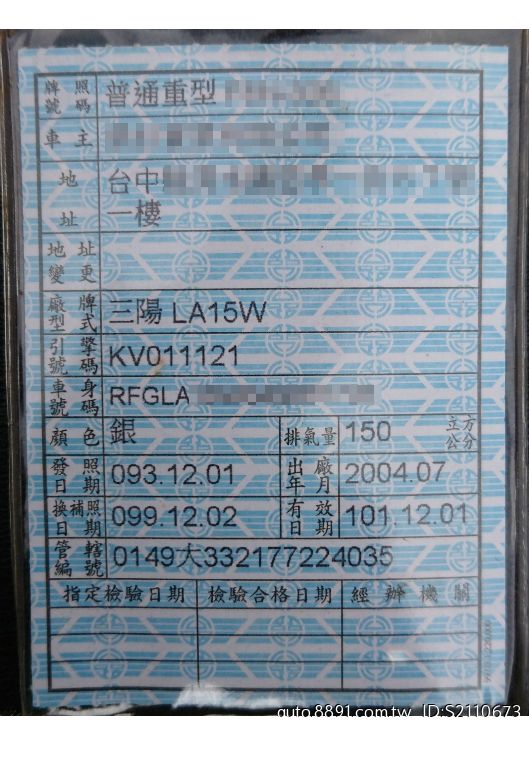 牌照號碼 普通重型
車主
地址 台中
一樓
地址變更
廠牌型式 三陽 LA15W
引擎號碼 KV011121
車身號碼 RFGLA
顏色 銀 排氣量 150 立方公分
發照日期 093.12.01 出廠年月 2004.07
換補照日期 099.12.02 有效日期 101.12.01
管轄編號 0149大332177224035
指定檢驗日期 檢驗合格日期 經辦機關
auto.8891.com.tw ID:S2110673